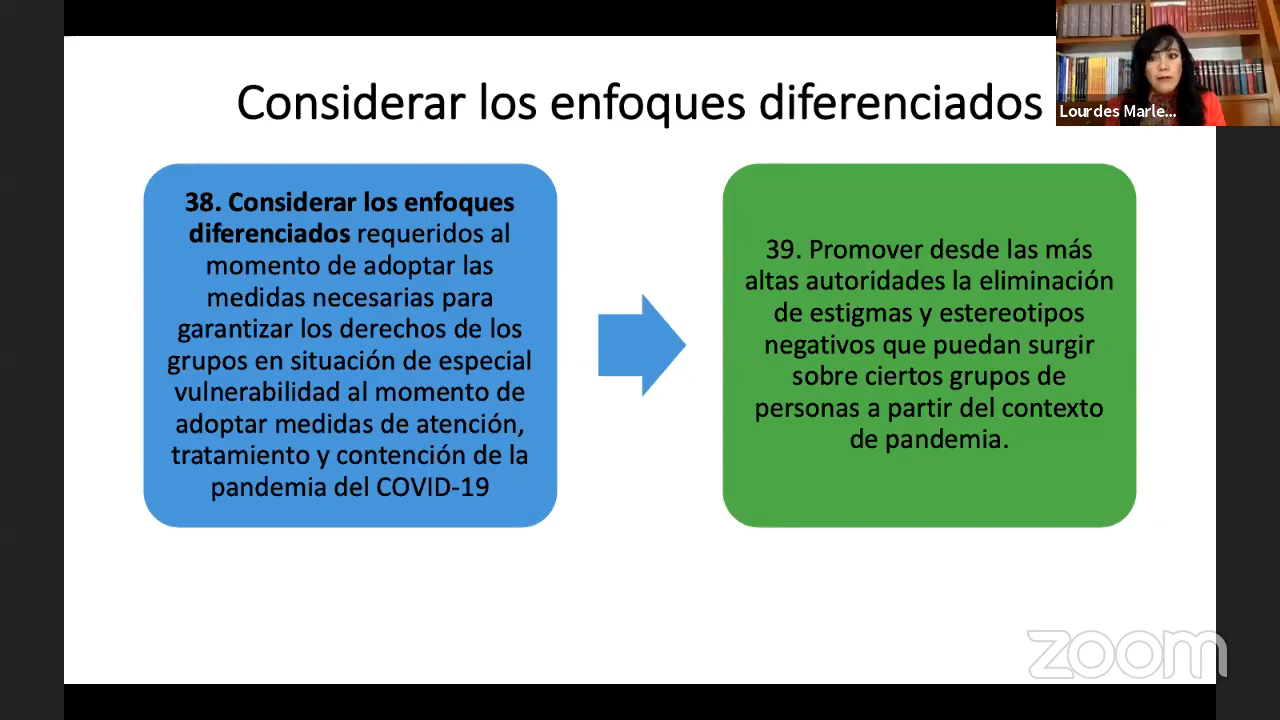 Considerar los enfoques diferenciados
Lourdes Marle...
38. Considerar los enfoques
diferenciados requeridos al
momento de adoptar las
medidas necesarias para
garantizar los derechos de los
grupos en situación de especial
vulnerabilidad al momento de
adoptar medidas de atención,
tratamiento y contención de la
pandemia del COVID-19
39. Promover desde las más
altas autoridades la eliminación
de estigmas y estereotipos
negativos que puedan surgir
sobre ciertos grupos de
personas a partir del contexto
de pandemia.
zoom